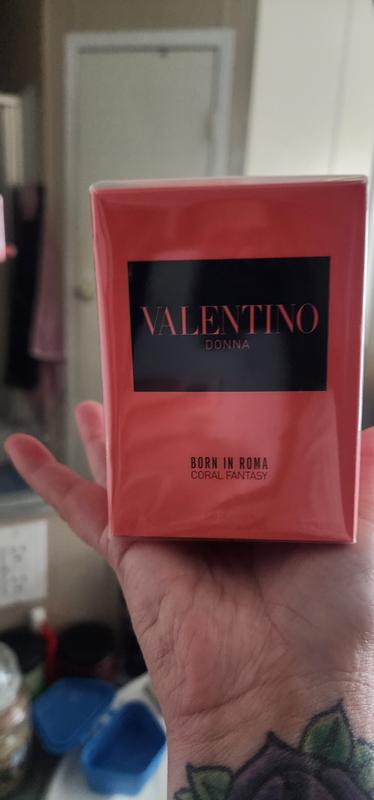 VALENTINO
DONNA
BORN IN ROMA
CORAL FANTASY